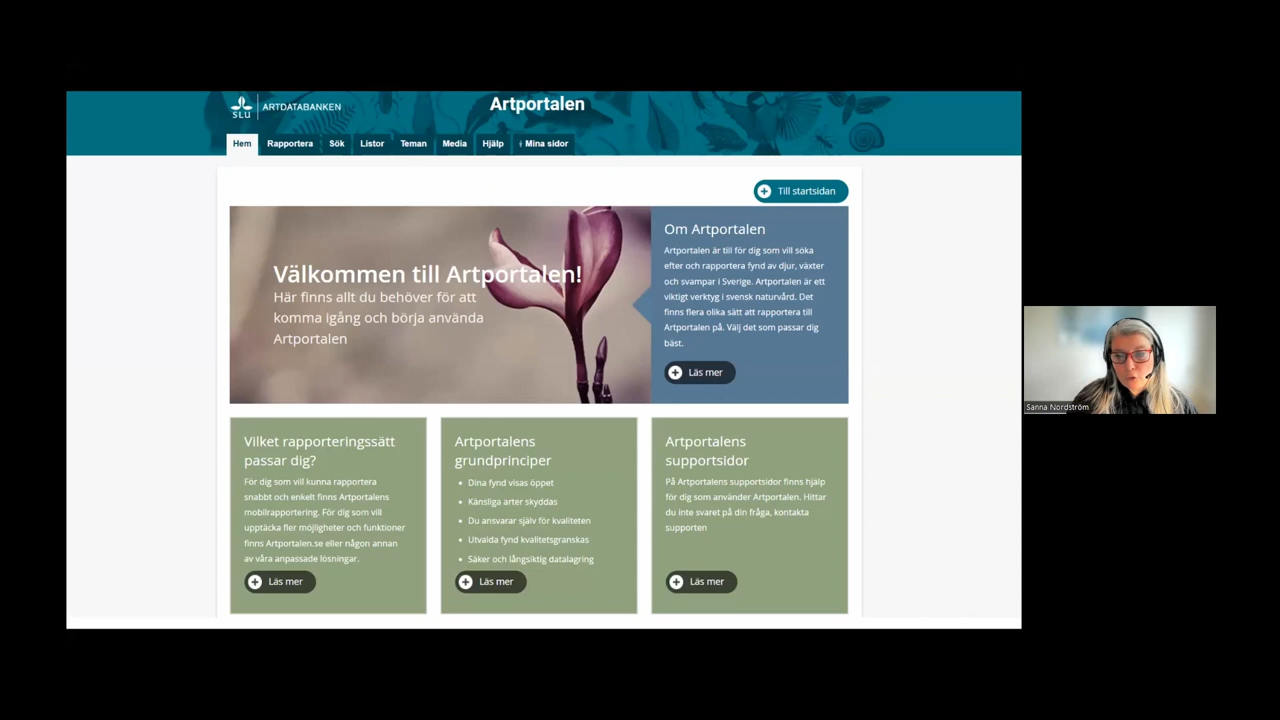 SLU
ARTDATABANKEN
Artportalen
Hem
Rapportera
Sök
Listor
Teman
Media
Hjälp
Mina sidor
Till startsidan
Välkommen till Artportalen!
Här finns allt du behöver för att
komma igång och börja använda
Artportalen
Om Artportalen
Artportalen är till för dig som vill söka
efter och rapportera fynd av djur, växter
och svampar i Sverige. Artportalen är ett
viktigt verktyg i svensk naturvård. Det
finns flera olika sätt att rapportera till
Artportalen på. Välj det som passar dig
bäst.
Läs mer
Vilket rapporteringssätt
passar dig?
För dig som vill kunna rapportera
snabbt och enkelt finns Artportalens
mobilrapportering. För dig som vill
upptäcka fler möjligheter och funktioner
finns Artportalen.se eller någon annan
av våra anpassade lösningar.
Läs mer
Artportalens
grundprinciper
• Dina fynd visas öppet
• Känsliga arter skyddas
• Du ansvarar själv för kvaliteten
• Utvalda fynd kvalitetsgranskas
• Säker och långsiktig datalagring
Läs mer
Artportalens
supportsidor
På Artportalens supportsidor finns hjälp
för dig som använder Artportalen. Hittar
du inte svaret på din fråga, kontakta
supporten
Läs mer
Sanna Nordström